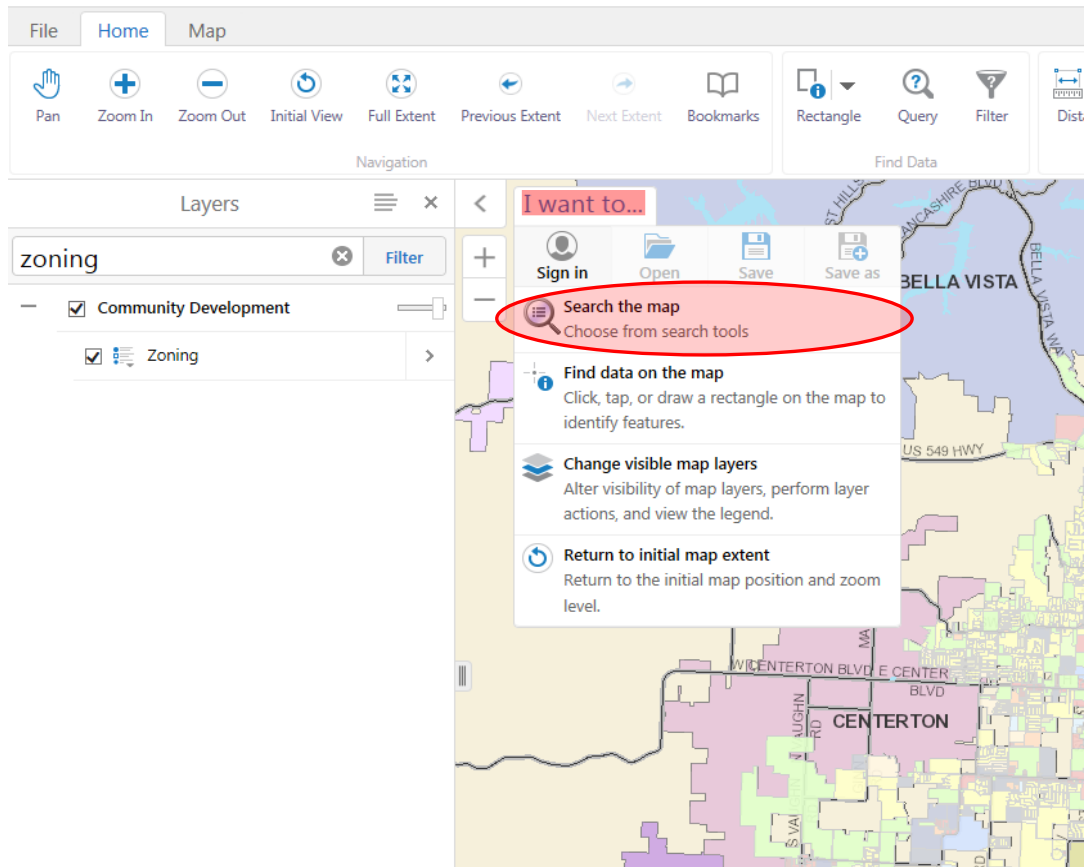 File Home Map
Pan Zoom In Zoom Out Initial View Full Extent Previous Extent Next Extent Bookmarks Rectangle Query Filter
Navigation Find Data
Layers
zoning Filter
Community Development
Zoning
I want to...
Sign in Open Save Save as
Search the map
Choose from search tools
Find data on the map
Click, tap, or draw a rectangle on the map to
identify features.
Change visible map layers
Alter visibility of map layers, perform layer
actions, and view the legend.
Return to initial map extent
Return to the initial map position and zoom
level.
BELLA VISTA
BELLA VISTA WAY
US 549 HWY
E CENTER
BLVD
CENTERTON